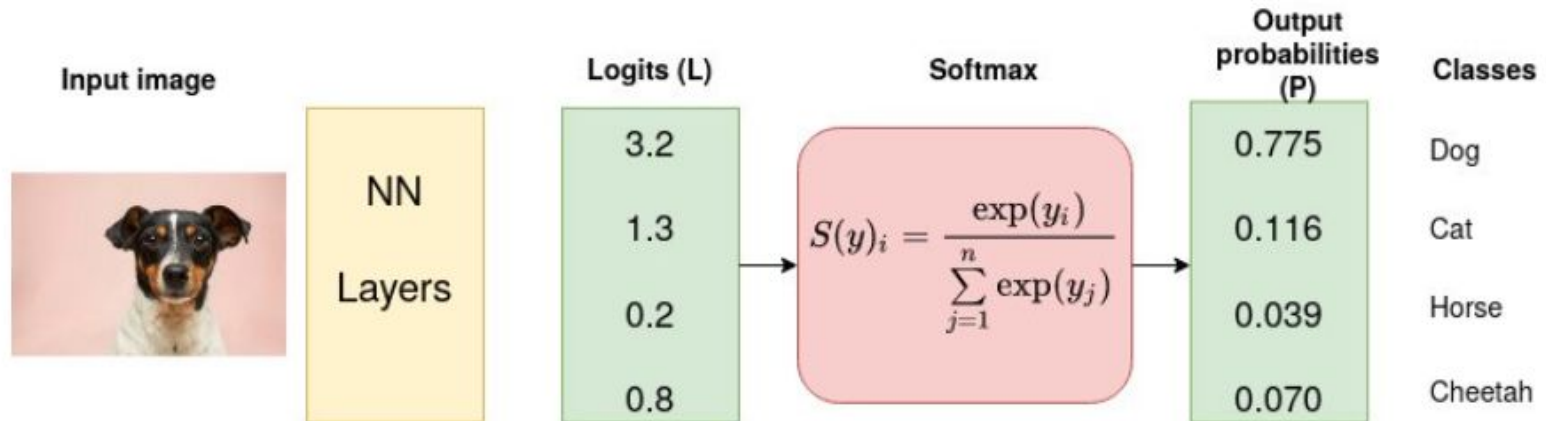 Input image
NN
Layers
Logits (L)
3.2
1.3
0.2
0.8
Softmax
S(y)_i = exp(y_i) / \sum_{j=1}^{n} exp(y_j)
Output
probabilities
(P)
0.775
0.116
0.039
0.070
Classes
Dog
Cat
Horse
Cheetah